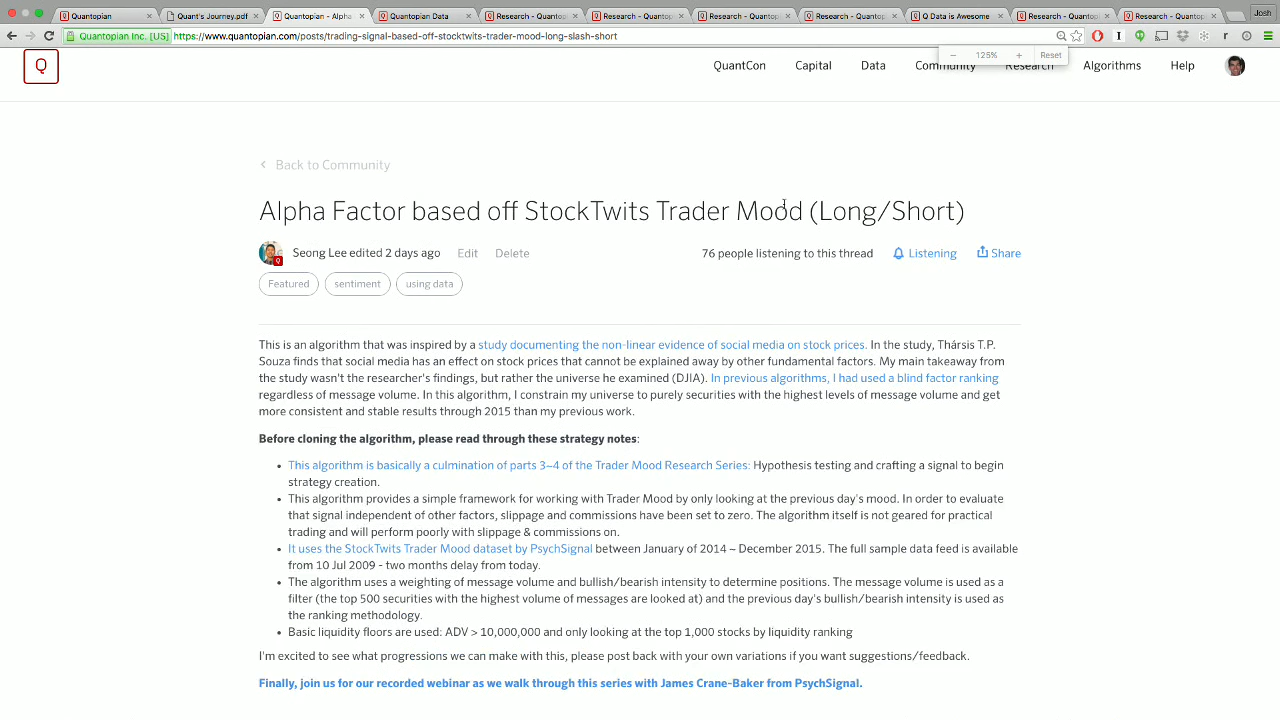 Quantopian
Quant's Journey.pdf
Quantopian - Alpha
Quantopian Data
Research - Quantop
Research - Quantop
Research - Quantop
Research - Quantop
Q Data is Awesome
Research - Quantop
Research - Quantop
Josh
Quantopian Inc. [US]
https://www.quantopian.com/posts/trading-signal-based-off-stocktwits-trader-mood-long-slash-short
− 125% + Reset
Q QuantCon Capital Data Community Research Algorithms Help
Back to Community
Alpha Factor based off StockTwits Trader Mood (Long/Short)
Seong Lee edited 2 days ago Edit Delete 76 people listening to this thread Listening Share
Featured sentiment using data
This is an algorithm that was inspired by a study documenting the non-linear evidence of social media on stock prices. In the study, Thársis T.P.
Souza finds that social media has an effect on stock prices that cannot be explained away by other fundamental factors. My main takeaway from
the study wasn't the researcher's findings, but rather the universe he examined (DJIA). In previous algorithms, I had used a blind factor ranking
regardless of message volume. In this algorithm, I constrain my universe to purely securities with the highest levels of message volume and get
more consistent and stable results through 2015 than my previous work.
Before cloning the algorithm, please read through these strategy notes:
• This algorithm is basically a culmination of parts 3~4 of the Trader Mood Research Series: Hypothesis testing and crafting a signal to begin
strategy creation.
• This algorithm provides a simple framework for working with Trader Mood by only looking at the previous day's mood. In order to evaluate
that signal independent of other factors, slippage and commissions have been set to zero. The algorithm itself is not geared for practical
trading and will perform poorly with slippage & commissions on.
• It uses the StockTwits Trader Mood dataset by PsychSignal between January of 2014 ~ December 2015. The full sample data feed is available
from 10 Jul 2009 - two months delay from today.
• The algorithm uses a weighting of message volume and bullish/bearish intensity to determine positions. The message volume is used as a
filter (the top 500 securities with the highest volume of messages are looked at) and the previous day's bullish/bearish intensity is used as
the ranking methodology.
• Basic liquidity floors are used: ADV > 10,000,000 and only looking at the top 1,000 stocks by liquidity ranking
I'm excited to see what progressions we can make with this, please post back with your own variations if you want suggestions/feedback.
Finally, join us for our recorded webinar as we walk through this series with James Crane-Baker from PsychSignal.